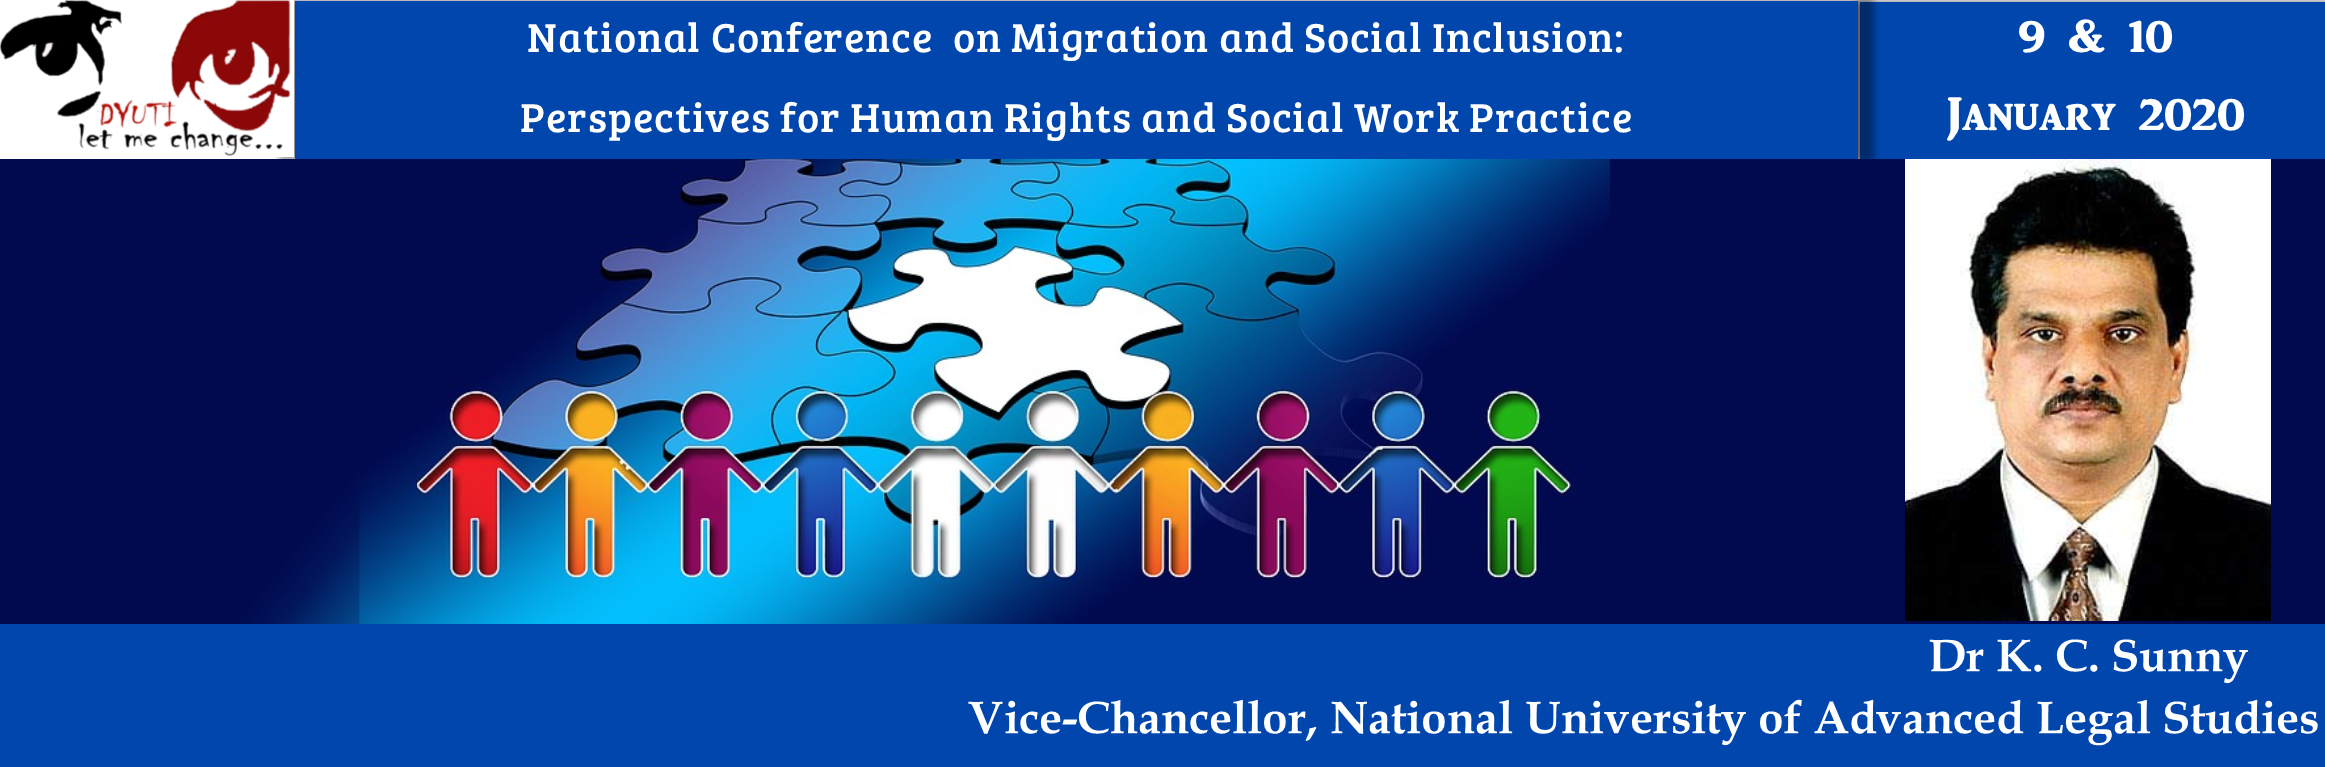 DYUTI
let me change...
National Conference on Migration and Social Inclusion:
Perspectives for Human Rights and Social Work Practice
9 & 10
JANUARY 2020
Dr K. C. Sunny
Vice-Chancellor, National University of Advanced Legal Studies